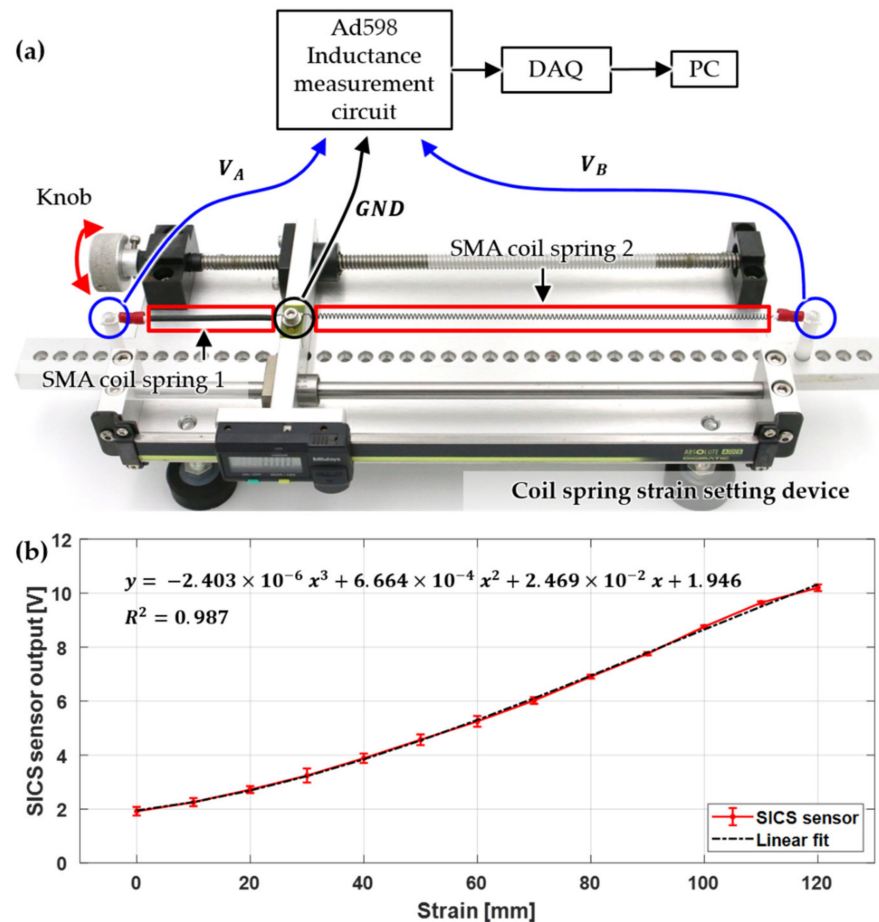 (a)
Ad598
Inductance
measurement
circuit
DAQ
PC
V_A
V_B
GND
Knob
SMA coil spring 2
SMA coil spring 1
Mitutoyo
ABSOLUTE
DIGIMATIC
Coil spring strain setting device
(b)
y = −2.403 × 10⁻⁶ x³ + 6.664 × 10⁻⁴ x² + 2.469 × 10⁻² x + 1.946
R² = 0.987
12
10
8
6
4
2
0
SICS sensor output [V]
SICS sensor
Linear fit
0 20 40 60 80 100 120
Strain [mm]